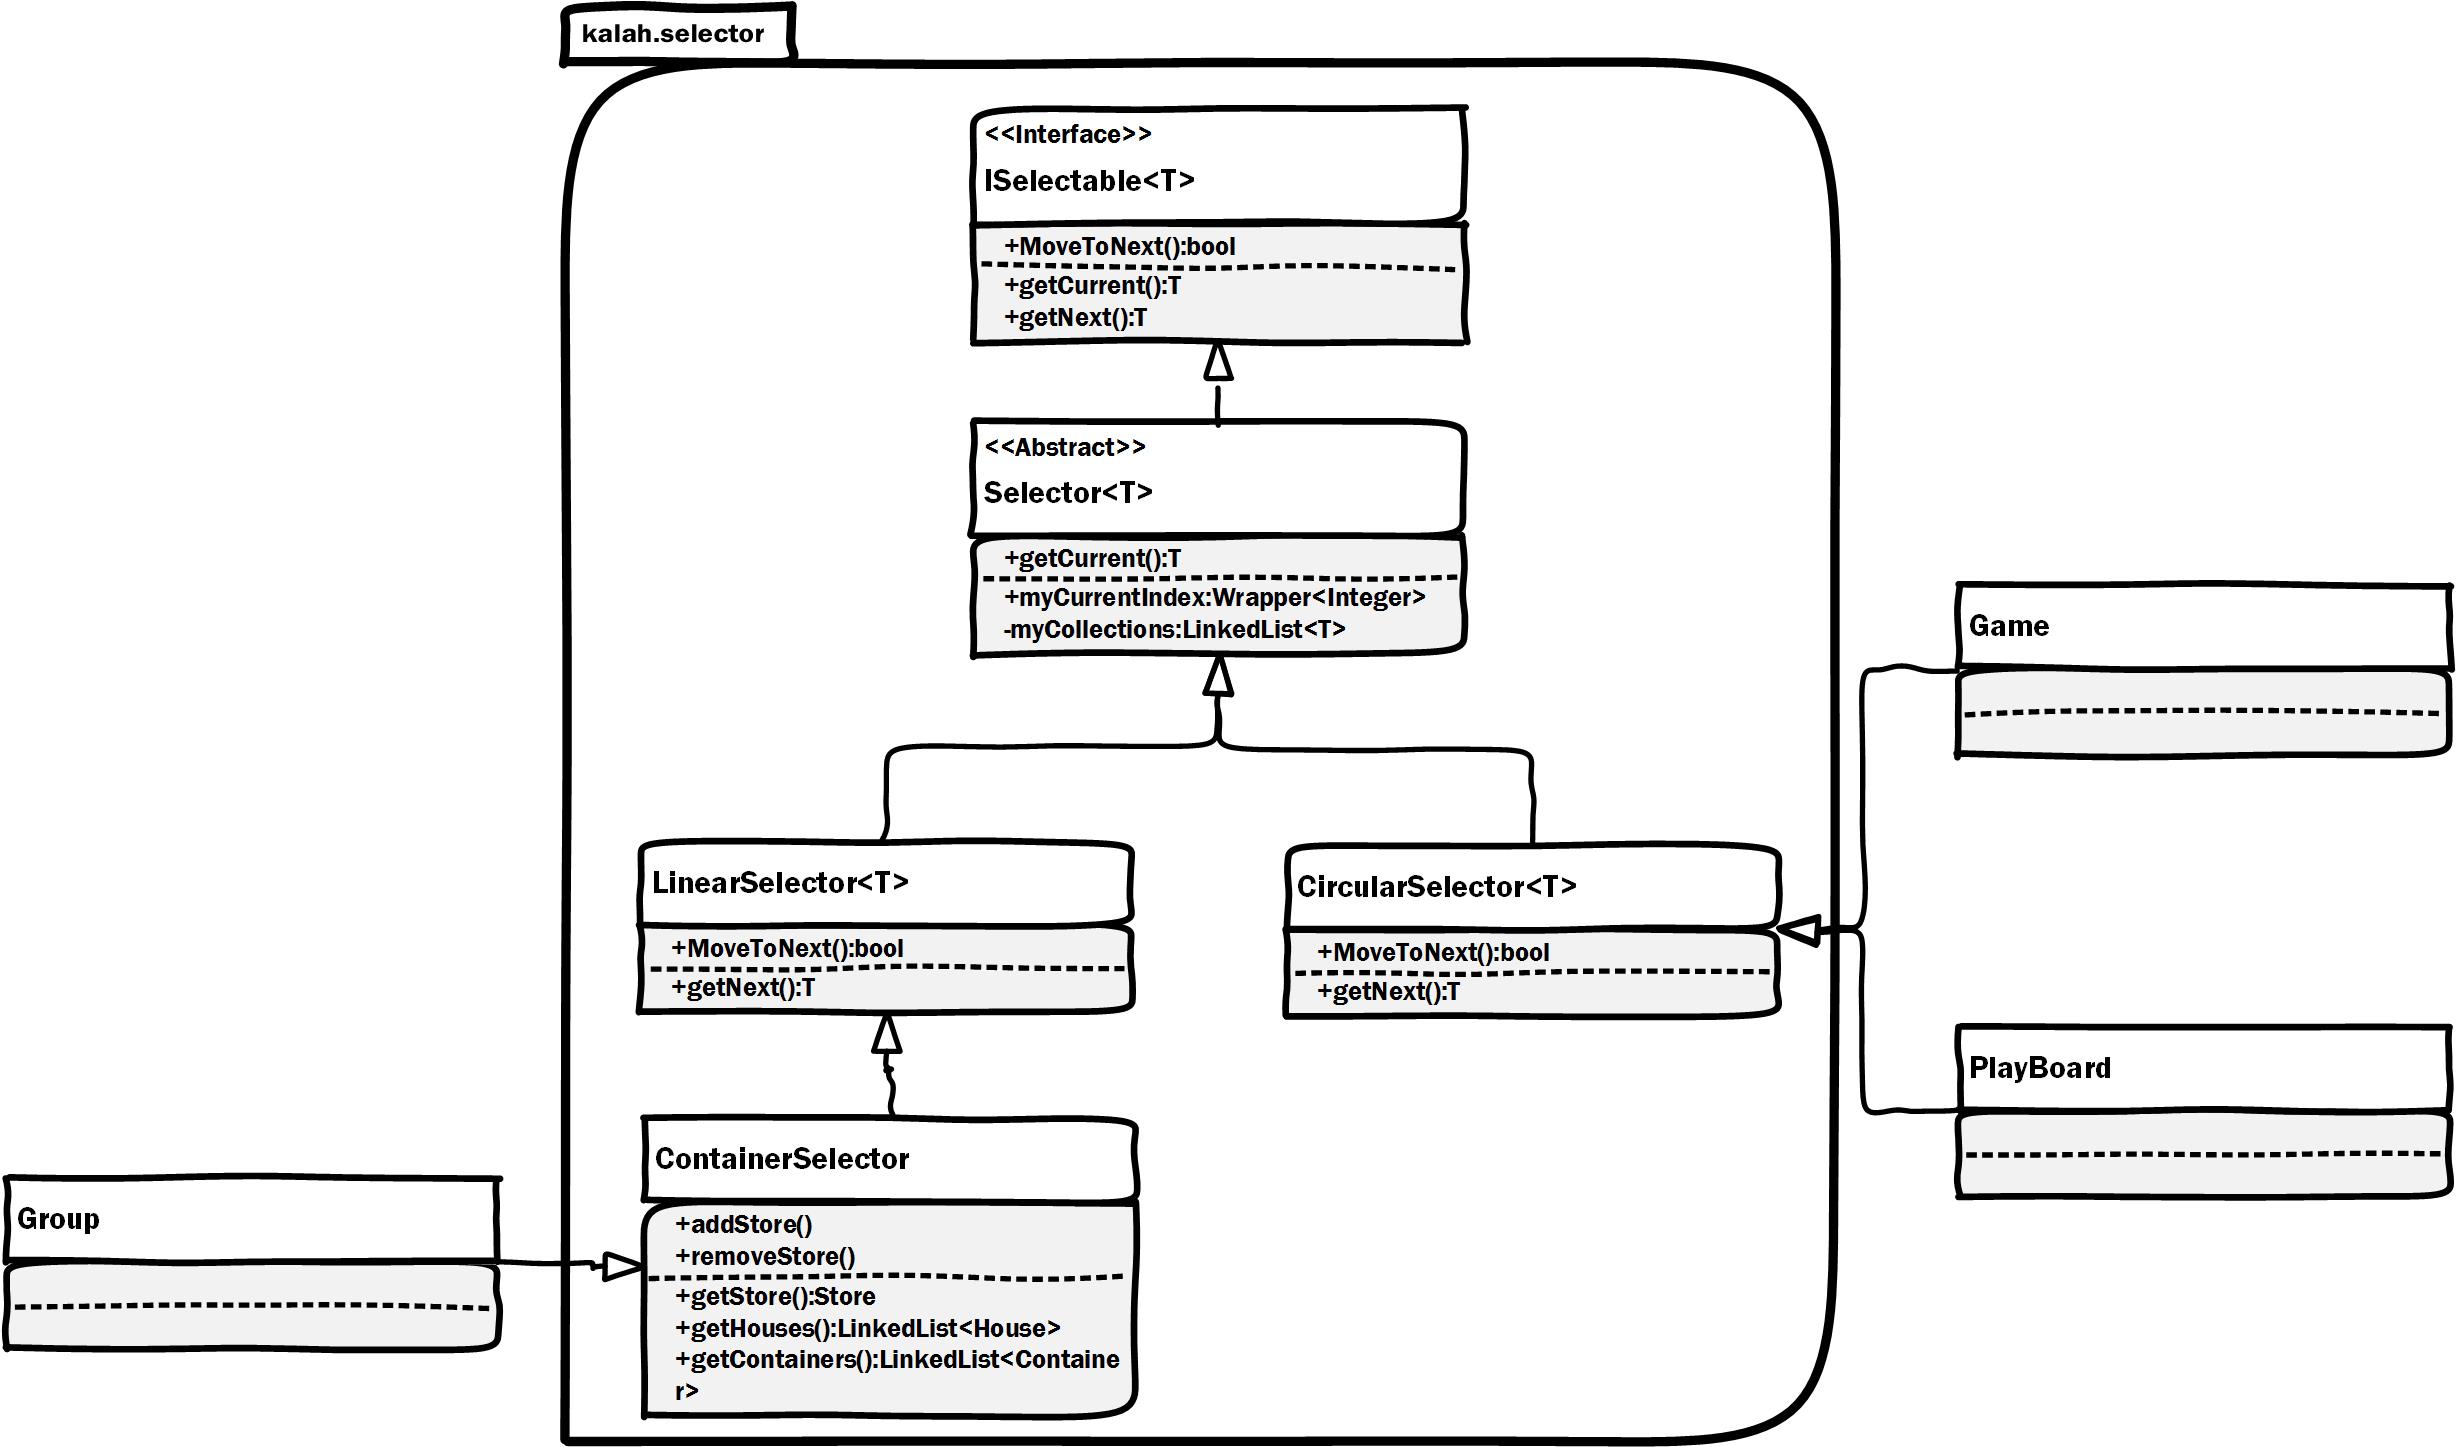 kalah.selector
<<Interface>>
ISelectable<T>
+MoveToNext():bool
+getCurrent():T
+getNext():T
<<Abstract>>
Selector<T>
+getCurrent():T
+myCurrentIndex:Wrapper<Integer>
-myCollections:LinkedList<T>
Game
LinearSelector<T>
+MoveToNext():bool
+getNext():T
CircularSelector<T>
+MoveToNext():bool
+getNext():T
PlayBoard
ContainerSelector
+addStore()
+removeStore()
+getStore():Store
+getHouses():LinkedList<House>
+getContainers():LinkedList<Containe
r>
Group